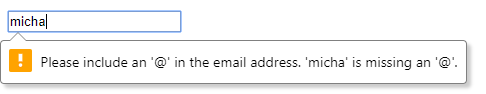 micha
Please include an '@' in the email address. 'micha' is missing an '@'.